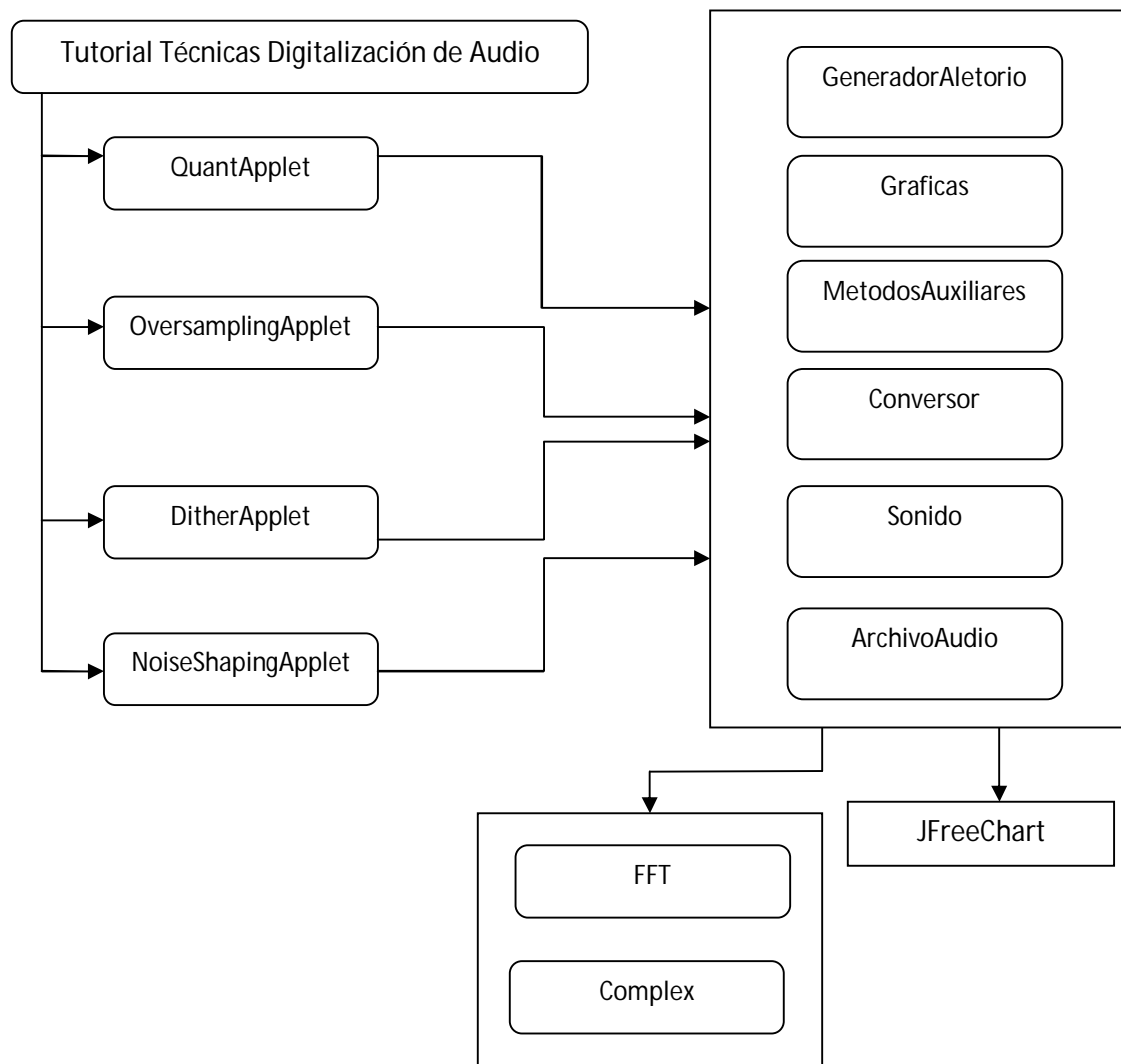 Tutorial Técnicas Digitalización de Audio
QuantApplet
OversamplingApplet
DitherApplet
NoiseShapingApplet
GeneradorAletorio
Graficas
MetodosAuxiliares
Conversor
Sonido
ArchivoAudio
JFreeChart
FFT
Complex